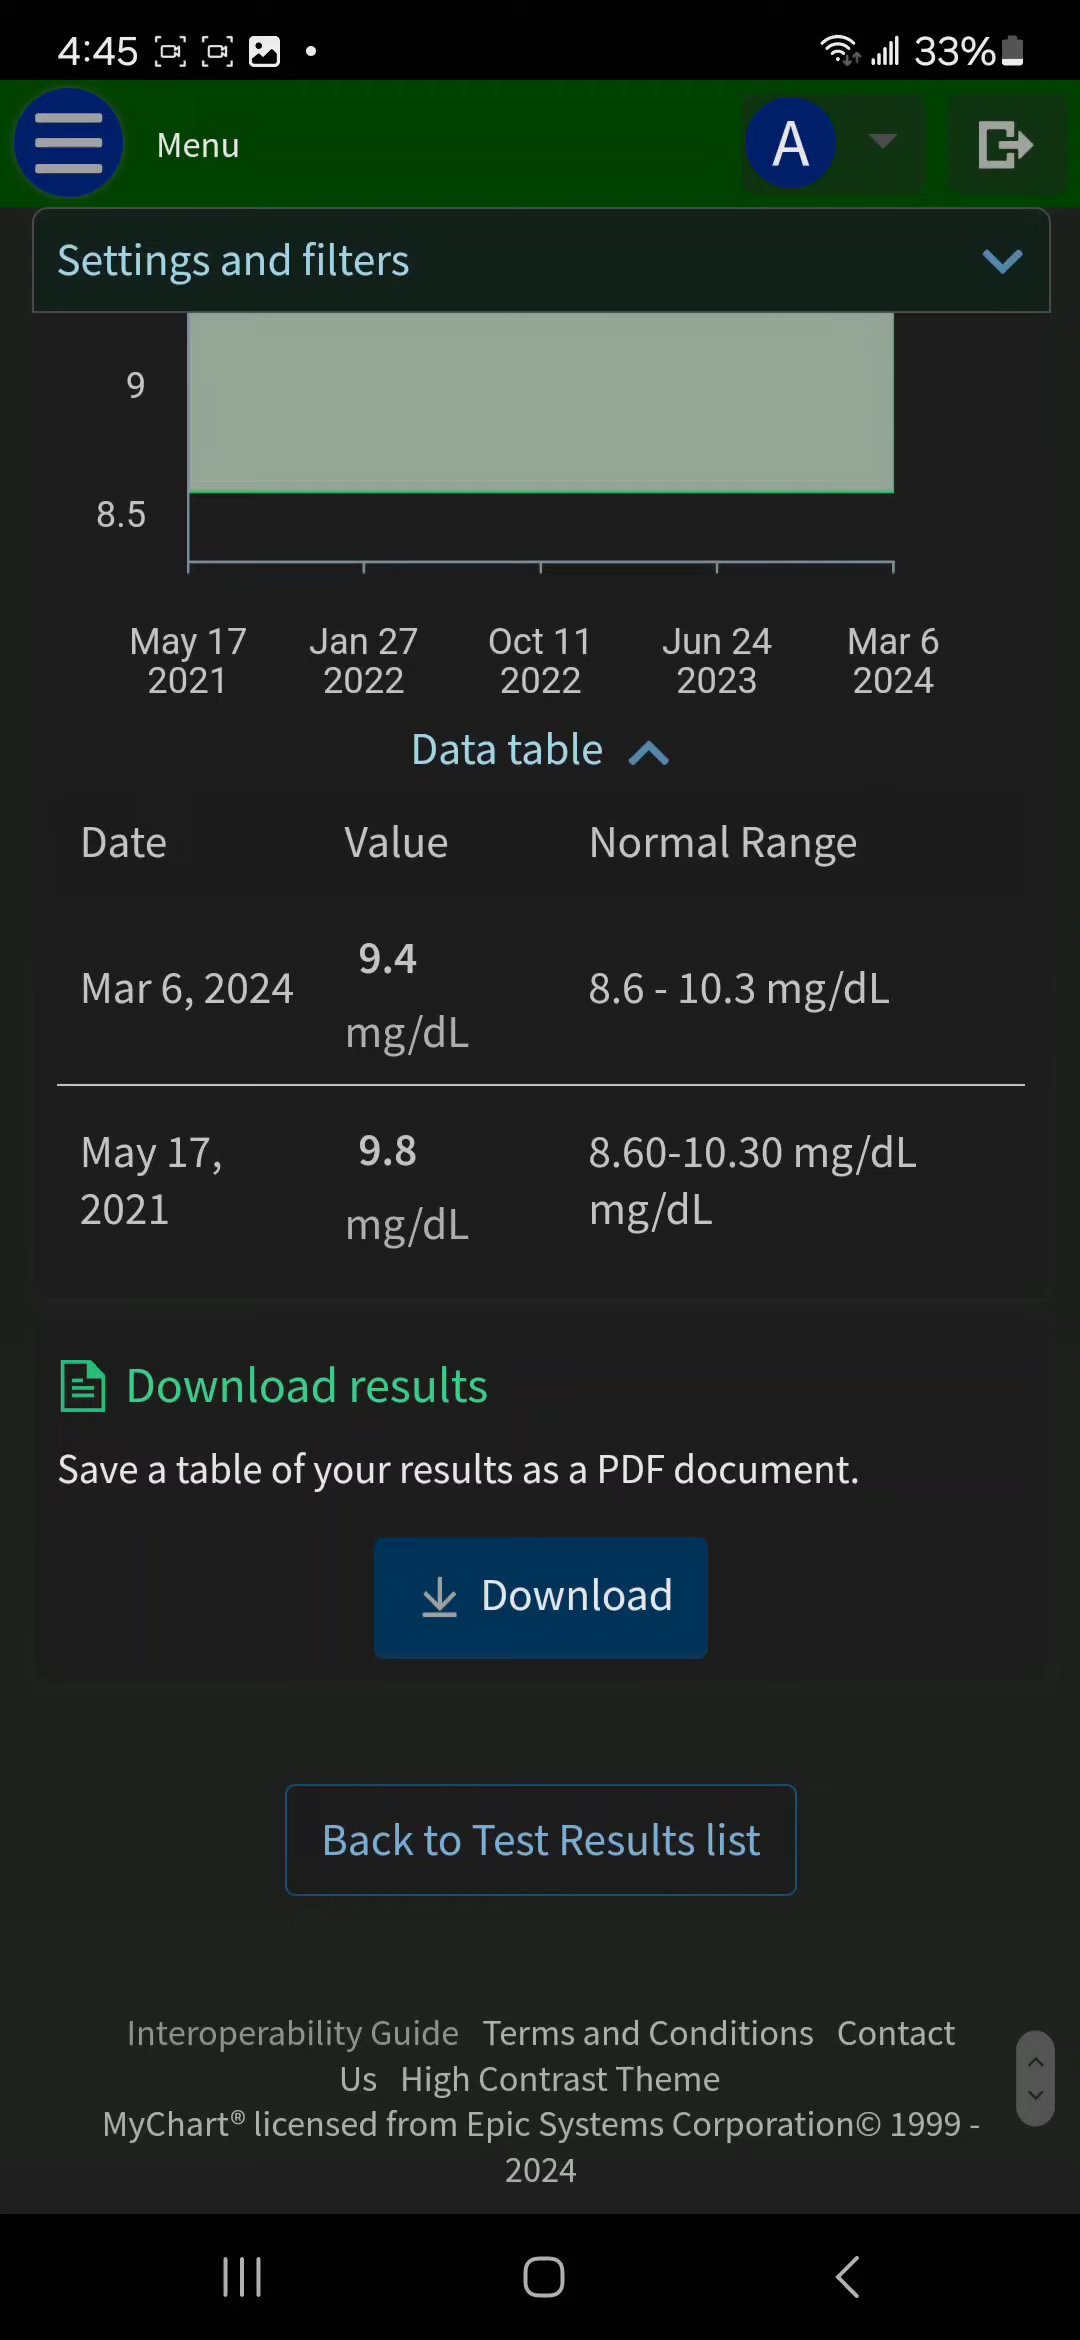 4:45 33%
Menu
A
Settings and filters
9
8.5
May 17 Jan 27 Oct 11 Jun 24 Mar 6
2021 2022 2022 2023 2024
Data table
Date Value Normal Range
Mar 6, 2024 9.4 mg/dL 8.6 - 10.3 mg/dL
May 17, 9.8 8.60-10.30 mg/dL
2021 mg/dL mg/dL
Download results
Save a table of your results as a PDF document.
Download
Back to Test Results list
Interoperability Guide Terms and Conditions Contact
Us High Contrast Theme
MyChart® licensed from Epic Systems Corporation© 1999 -
2024